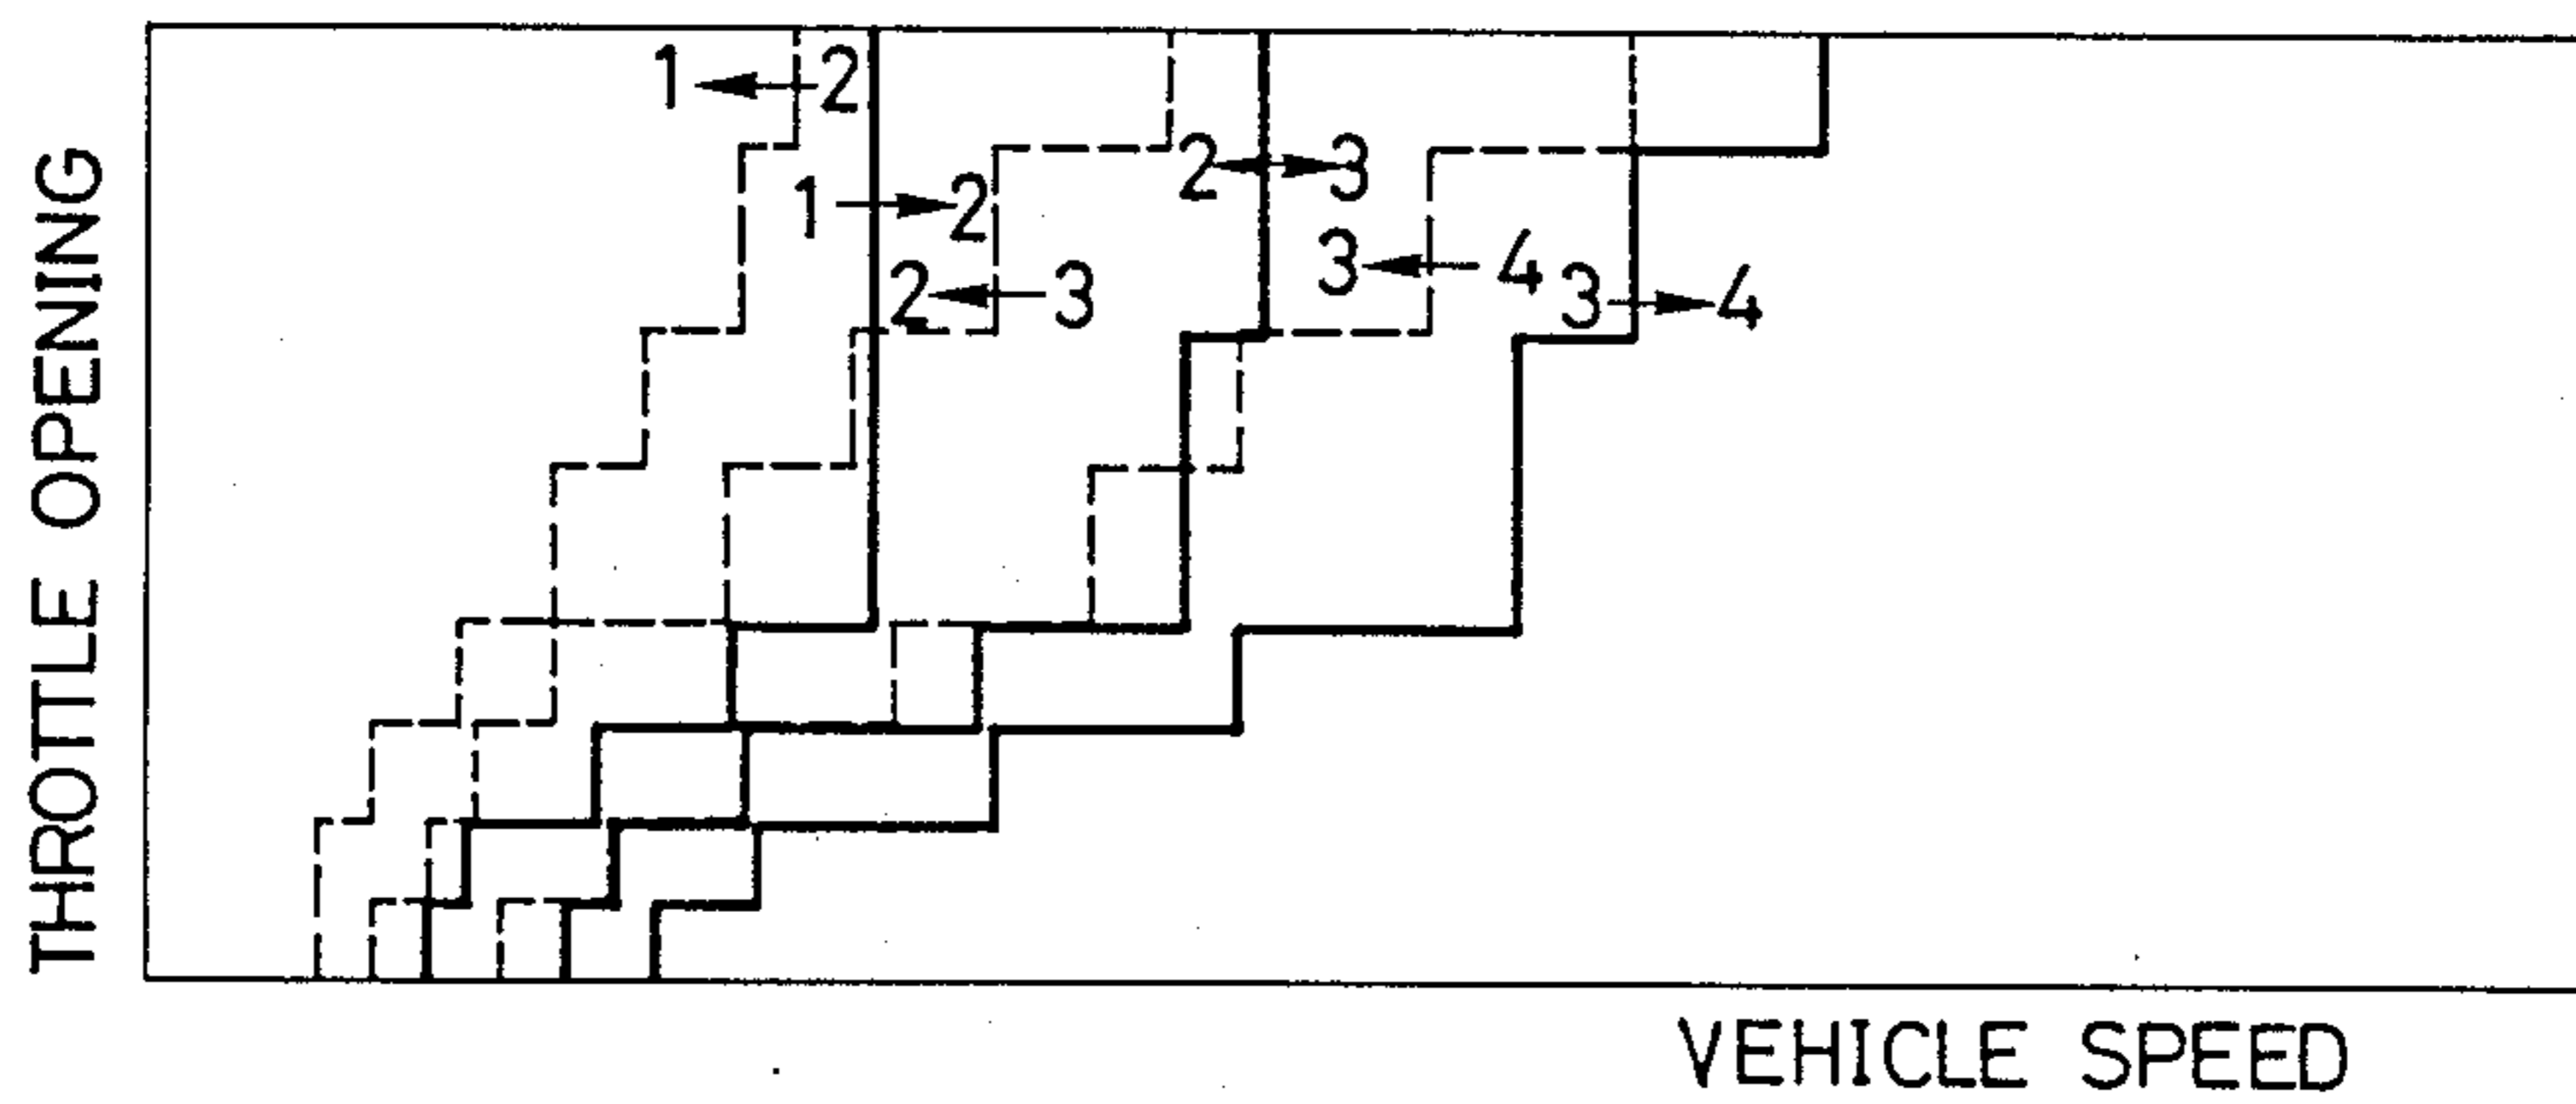 1 ← 2
1 → 2
2 ↔ 3
2 ← 3
3 ← 4
3 → 4
THROTTLE OPENING
VEHICLE SPEED